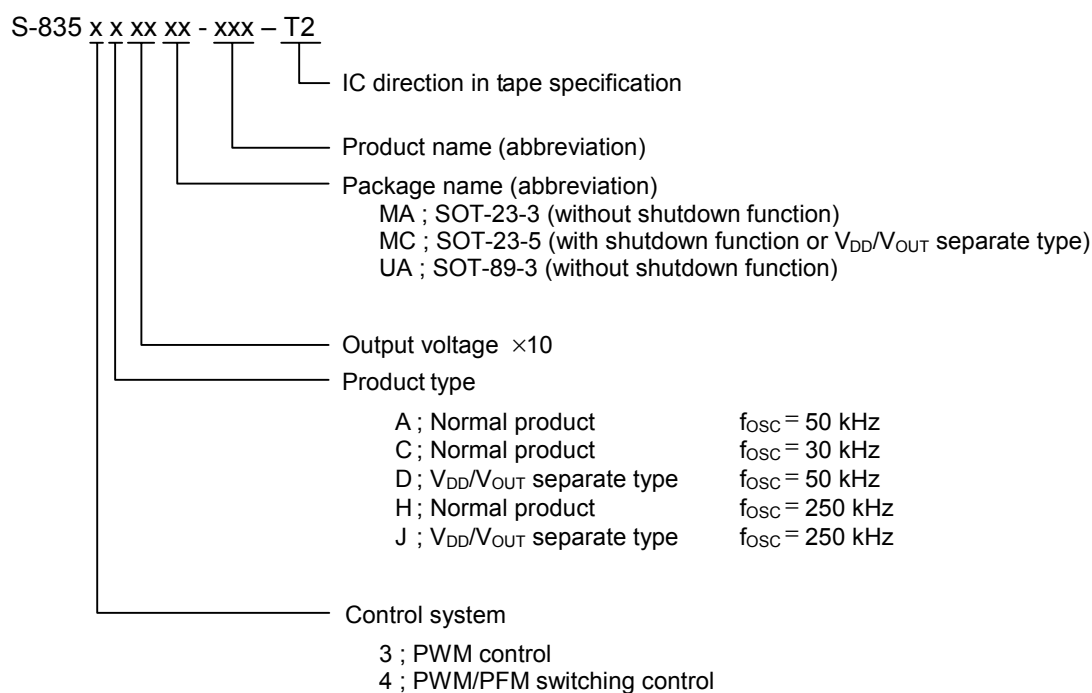 S-835 x x xx xx - xxx – T2
IC direction in tape specification
Product name (abbreviation)
Package name (abbreviation)
MA ; SOT-23-3 (without shutdown function)
MC ; SOT-23-5 (with shutdown function or VDD/VOUT separate type)
UA ; SOT-89-3 (without shutdown function)
Output voltage ×10
Product type
A ; Normal product fOSC = 50 kHz
C ; Normal product fOSC = 30 kHz
D ; VDD/VOUT separate type fOSC = 50 kHz
H ; Normal product fOSC = 250 kHz
J ; VDD/VOUT separate type fOSC = 250 kHz
Control system
3 ; PWM control
4 ; PWM/PFM switching control